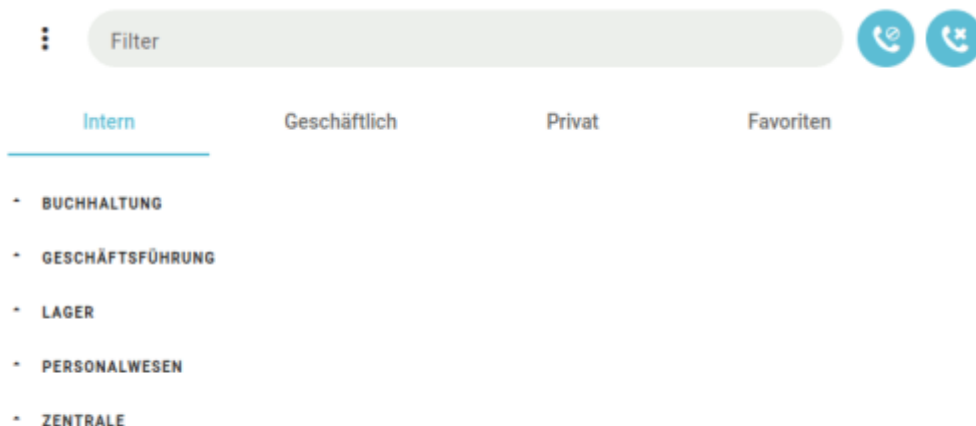 Filter
Intern Geschäftlich Privat Favoriten
BUCHHALTUNG
GESCHÄFTSFÜHRUNG
LAGER
PERSONALWESEN
ZENTRALE